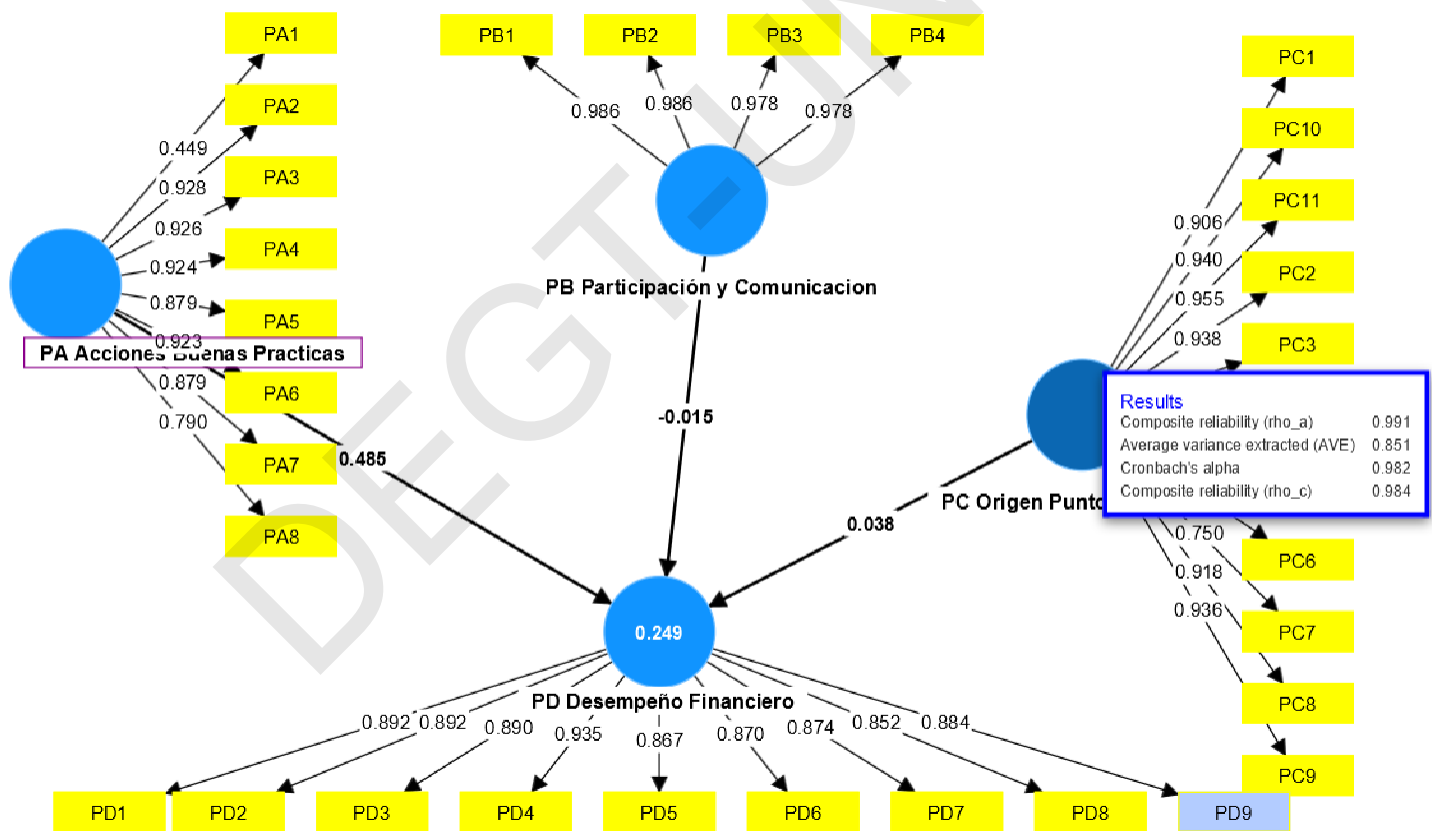 PA1
PA2
PA3
PA4
PA5
PA6
PA7
PA8
0.449
0.928
0.926
0.924
0.879
0.923
0.879
0.790
PA Acciones Buenas Practicas
PB1
PB2
PB3
PB4
0.986
0.986
0.978
0.978
PB Participación y Comunicacion
PC1
PC10
PC11
PC2
PC3
PC6
PC7
PC8
PC9
0.906
0.940
0.955
0.938
0.750
0.918
0.936
PC Origen Punto
Results
Composite reliability (rho_a) 0.991
Average variance extracted (AVE) 0.851
Cronbach's alpha 0.982
Composite reliability (rho_c) 0.984
0.485
-0.015
0.038
0.249
PD Desempeño Financiero
0.892
0.892
0.890
0.935
0.867
0.870
0.874
0.852
0.884
PD1
PD2
PD3
PD4
PD5
PD6
PD7
PD8
PD9